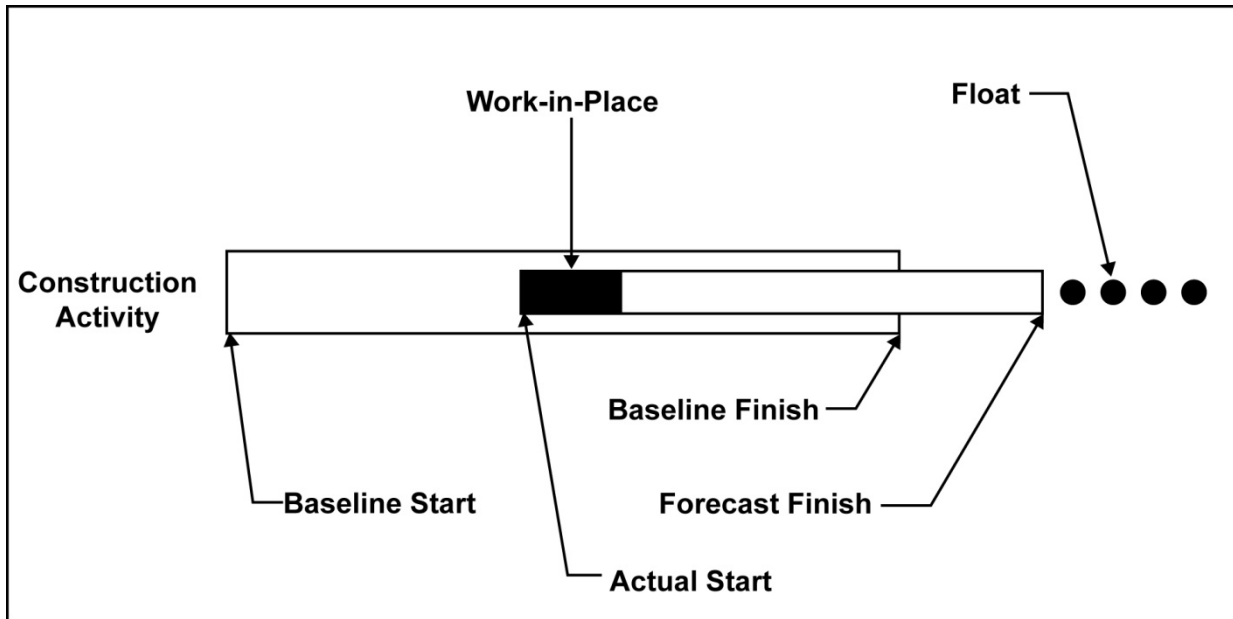 Work-in-Place
Float
Construction
Activity
Baseline Finish
Baseline Start
Forecast Finish
Actual Start